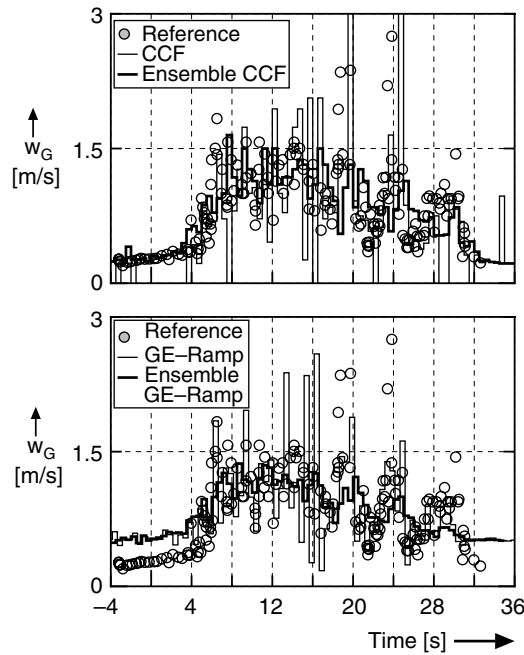 3
Reference
CCF
Ensemble CCF
w_G
[m/s]
1.5
0
3
Reference
GE–Ramp
Ensemble
GE–Ramp
w_G
[m/s]
1.5
0
−4 4 12 20 28 36
Time [s]